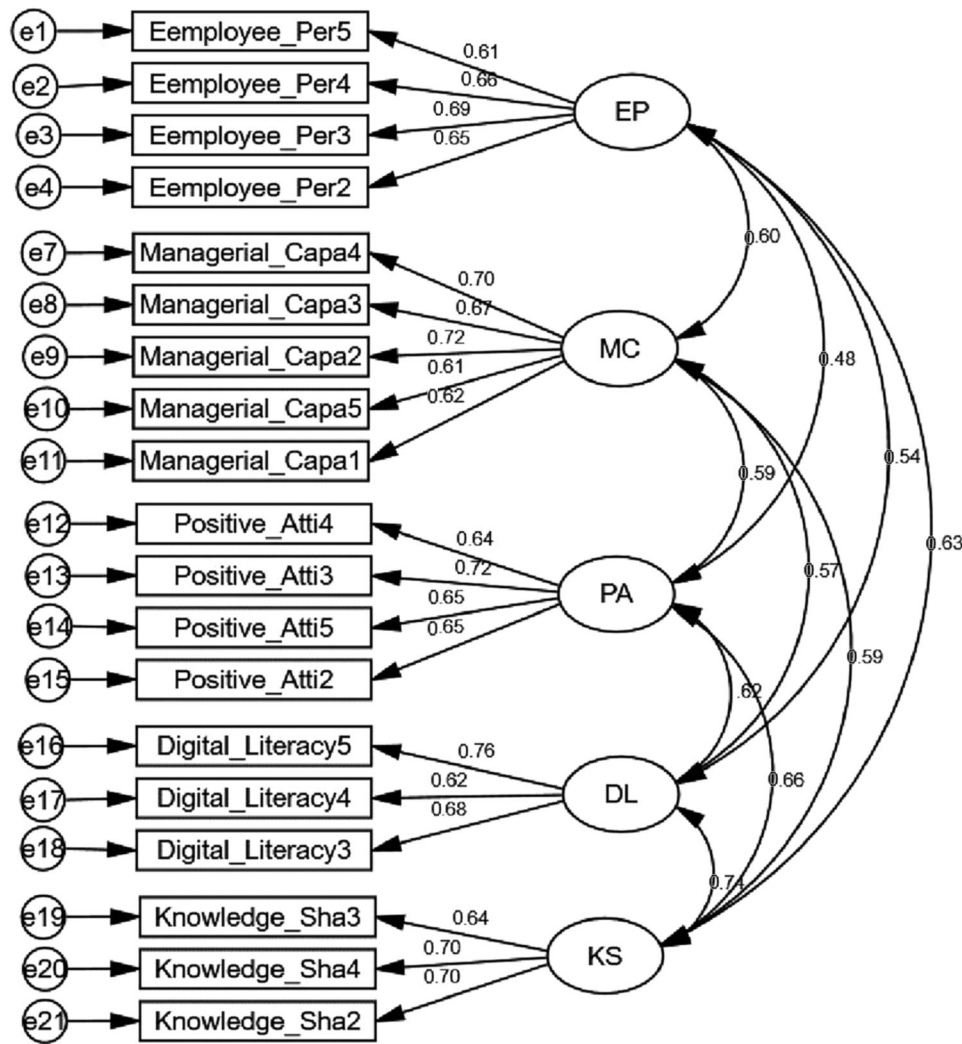 e1 Eemployee_Per5 0.61
e2 Eemployee_Per4 0.66 EP
e3 Eemployee_Per3 0.69
e4 Eemployee_Per2 0.65
0.60
e7 Managerial_Capa4 0.70
e8 Managerial_Capa3 0.67
e9 Managerial_Capa2 0.72 MC
e10 Managerial_Capa5 0.61 0.48
e11 Managerial_Capa1 0.62
0.59 0.54
e12 Positive_Atti4 0.64 0.63
e13 Positive_Atti3 0.72 0.57
e14 Positive_Atti5 0.65 PA
e15 Positive_Atti2 0.65 0.59
.62
e16 Digital_Literacy5 0.76
e17 Digital_Literacy4 0.62 DL 0.66
e18 Digital_Literacy3 0.68
0.74
e19 Knowledge_Sha3 0.64
e20 Knowledge_Sha4 0.70 KS
e21 Knowledge_Sha2 0.70